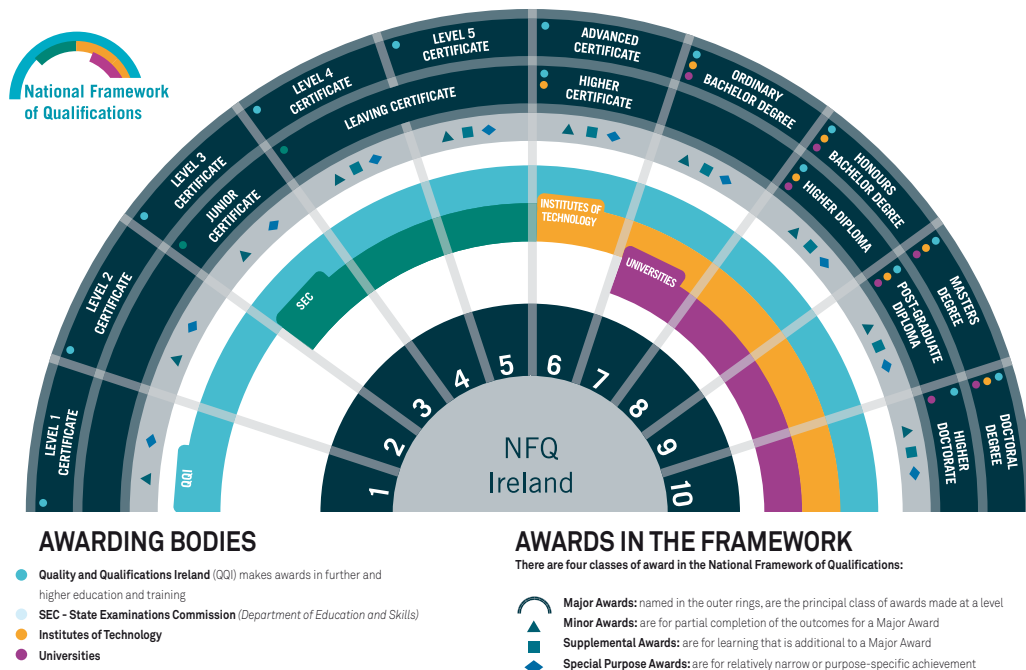 National Framework
of Qualifications
LEVEL 1
CERTIFICATE
LEVEL 2
CERTIFICATE
LEVEL 3
CERTIFICATE
LEVEL 4
CERTIFICATE
LEVEL 5
CERTIFICATE
ADVANCED
CERTIFICATE
ORDINARY
BACHELOR DEGREE
HONOURS
BACHELOR DEGREE
MASTERS
DEGREE
DOCTORAL
DEGREE
JUNIOR
CERTIFICATE
LEAVING CERTIFICATE
HIGHER
CERTIFICATE
HIGHER DIPLOMA
POST-GRADUATE
DIPLOMA
HIGHER
DOCTORATE
QQI
SEC
INSTITUTES OF
TECHNOLOGY
UNIVERSITIES
1
2
3
4
5
6
7
8
9
10
NFQ
Ireland
AWARDING BODIES
Quality and Qualifications Ireland (QQI) makes awards in further and
higher education and training
SEC - State Examinations Commission (Department of Education and Skills)
Institutes of Technology
Universities
AWARDS IN THE FRAMEWORK
There are four classes of award in the National Framework of Qualifications:
Major Awards: named in the outer rings, are the principal class of awards made at a level
Minor Awards: are for partial completion of the outcomes for a Major Award
Supplemental Awards: are for learning that is additional to a Major Award
Special Purpose Awards: are for relatively narrow or purpose-specific achievement